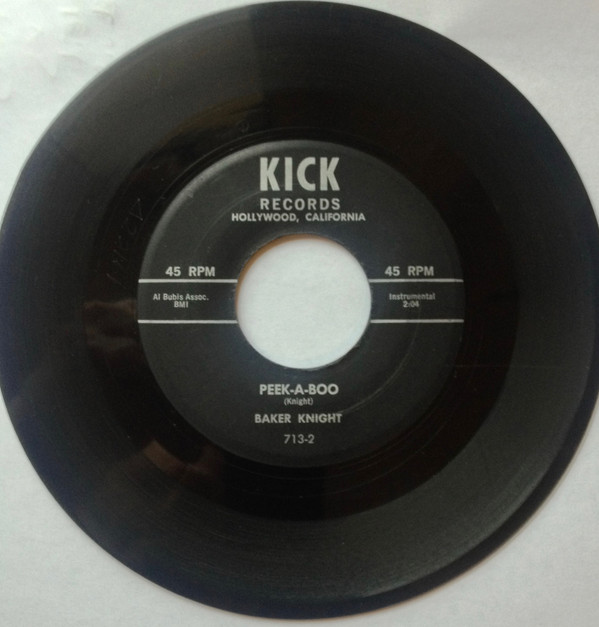 KICK
RECORDS
HOLLYWOOD, CALIFORNIA
45 RPM
45 RPM
Al Bubis Assoc.
BMI
Instrumental
2:04
PEEK-A-BOO
(Knight)
BAKER KNIGHT
713-2